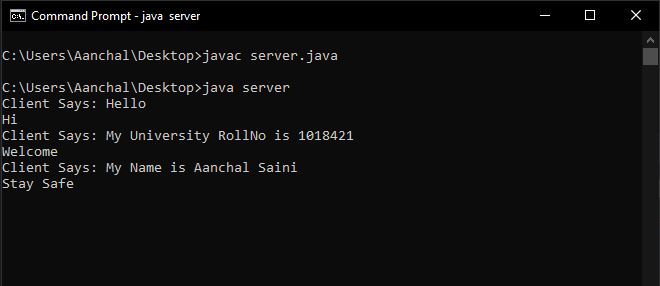 Command Prompt - java  server
C:\Users\Aanchal\Desktop>javac server.java
C:\Users\Aanchal\Desktop>java server
Client Says: Hello
Hi
Client Says: My University RollNo is 1018421
Welcome
Client Says: My Name is Aanchal Saini
Stay Safe